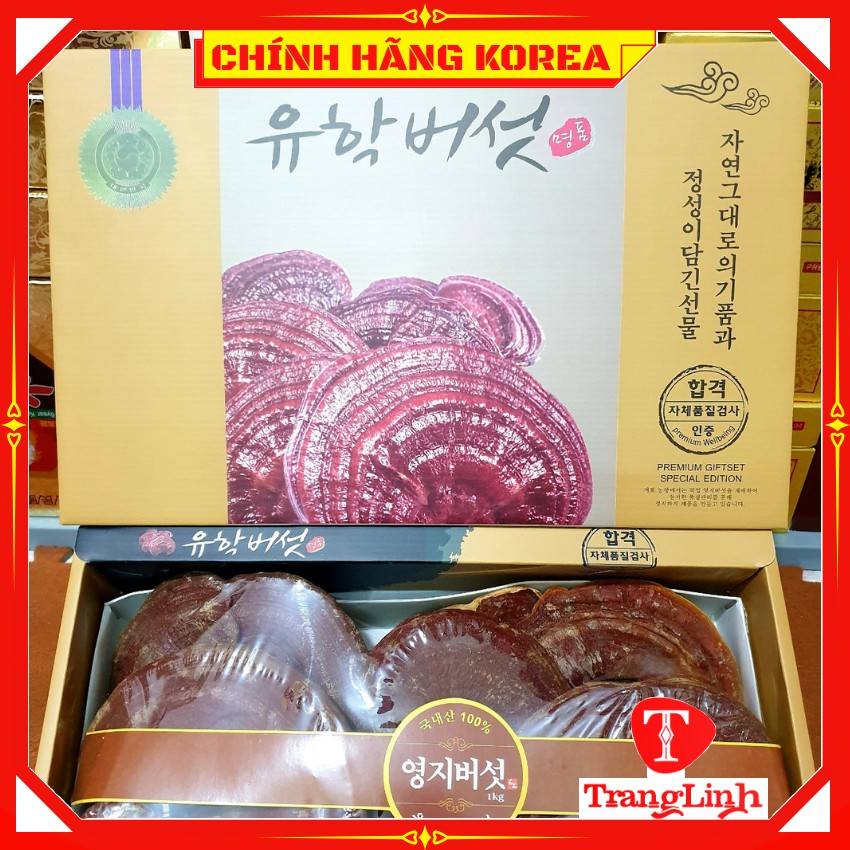 CHÍNH HÃNG KOREA
유학버섯
명품
자연그대로의기품과
정성이담긴선물
합격
자체품질검사
인증
premium Wellbeing
PREMIUM GIFTSET
SPECIAL EDITION
유학버섯
합격
자체품질검사
국내산 100%
영지버섯
1kg
T
TrangLinh